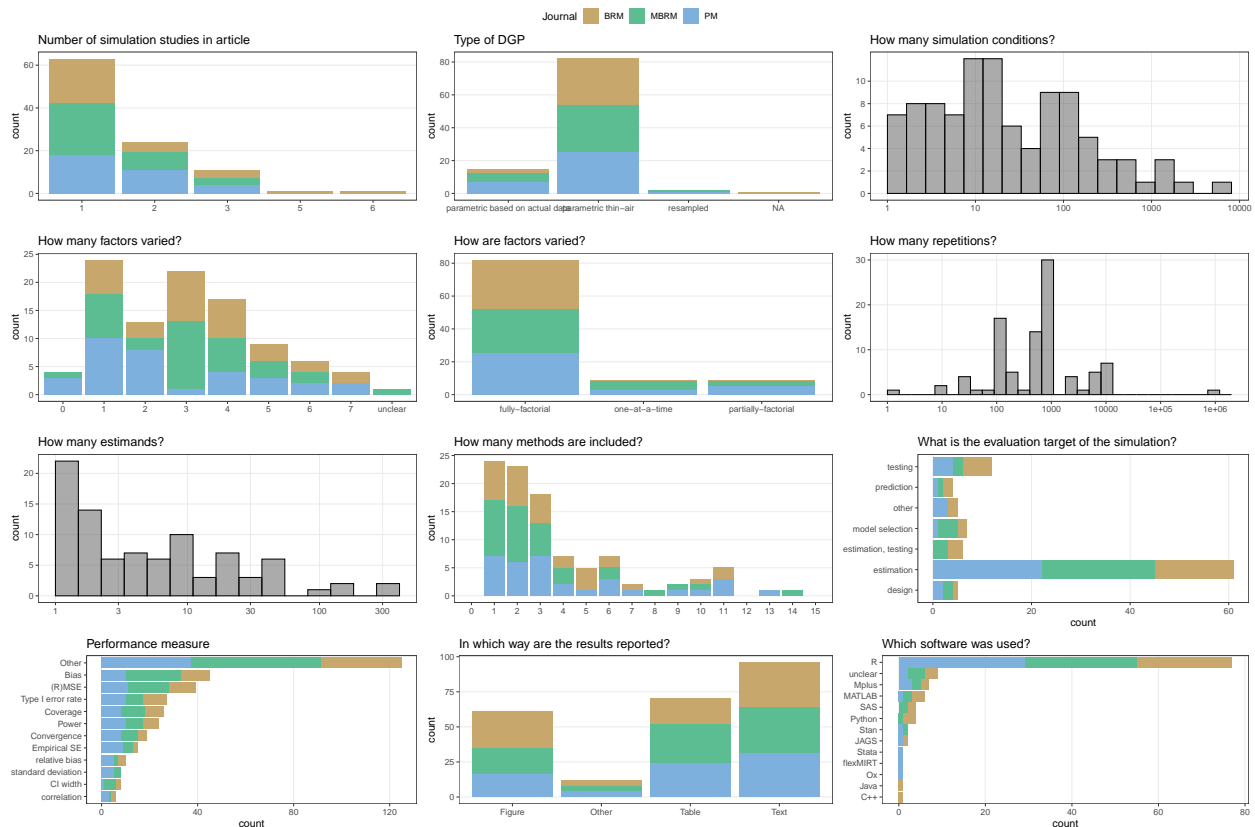 Journal BRM MBRM PM
Number of simulation studies in article
count
0
20
40
60
1 2 3 5 6
Type of DGP
count
0
20
40
60
80
parametric based on actual data parametric thin−air resampled NA
How many simulation conditions?
count
0
2
4
6
8
10
1 10 100 1000 10000
How many factors varied?
count
0
5
10
15
20
25
0 1 2 3 4 5 6 7 unclear
How are factors varied?
count
0
20
40
60
80
fully−factorial one−at−a−time partially−factorial
How many repetitions?
count
0
10
20
30
1 10 100 1000 10000 1e+05 1e+06
How many estimands?
count
0
5
10
15
20
1 3 10 30 100 300
How many methods are included?
count
0
5
10
15
20
25
0 1 2 3 4 5 6 7 8 9 10 11 12 13 14 15
What is the evaluation target of the simulation?
testing
prediction
other
model selection
estimation, testing
estimation
design
0 20 40 60
count
Performance measure
Other
Bias
(R)MSE
Type I error rate
Coverage
Power
Convergence
Empirical SE
relative bias
standard deviation
CI width
correlation
0 40 80 120
count
In which way are the results reported?
count
0
25
50
75
100
Figure Other Table Text
Which software was used?
R
unclear
Mplus
MATLAB
SAS
Python
Stan
JAGS
Stata
flexMIRT
Ox
Java
C++
0 20 40 60 80
count